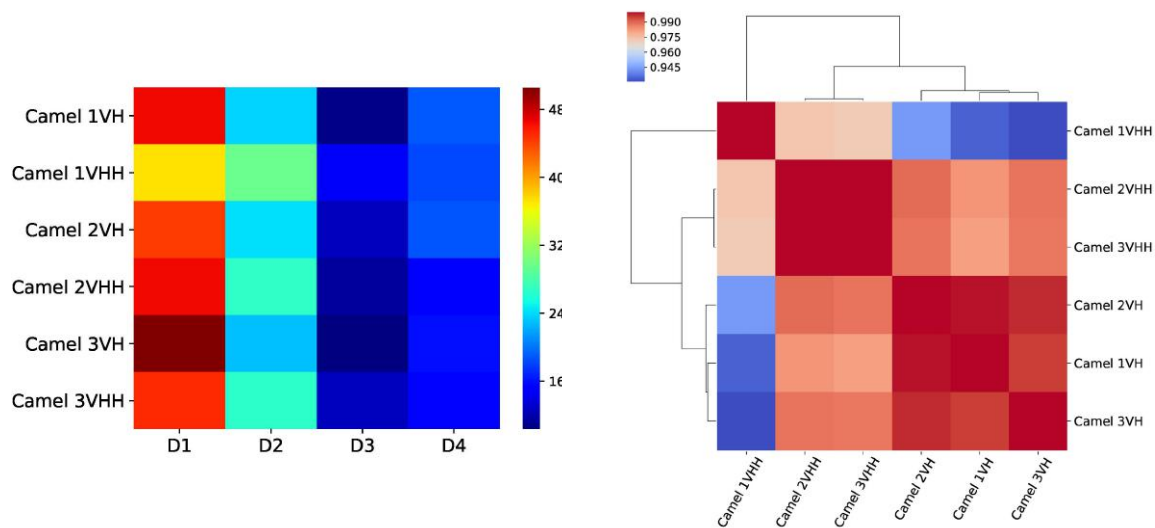 Camel 1VH
Camel 1VHH
Camel 2VH
Camel 2VHH
Camel 3VH
Camel 3VHH
D1 D2 D3 D4
48
40
32
24
16
0.990
0.975
0.960
0.945
Camel 1VHH
Camel 2VHH
Camel 3VHH
Camel 2VH
Camel 1VH
Camel 3VH
Camel 1VHH
Camel 2VHH
Camel 3VHH
Camel 2VH
Camel 1VH
Camel 3VH